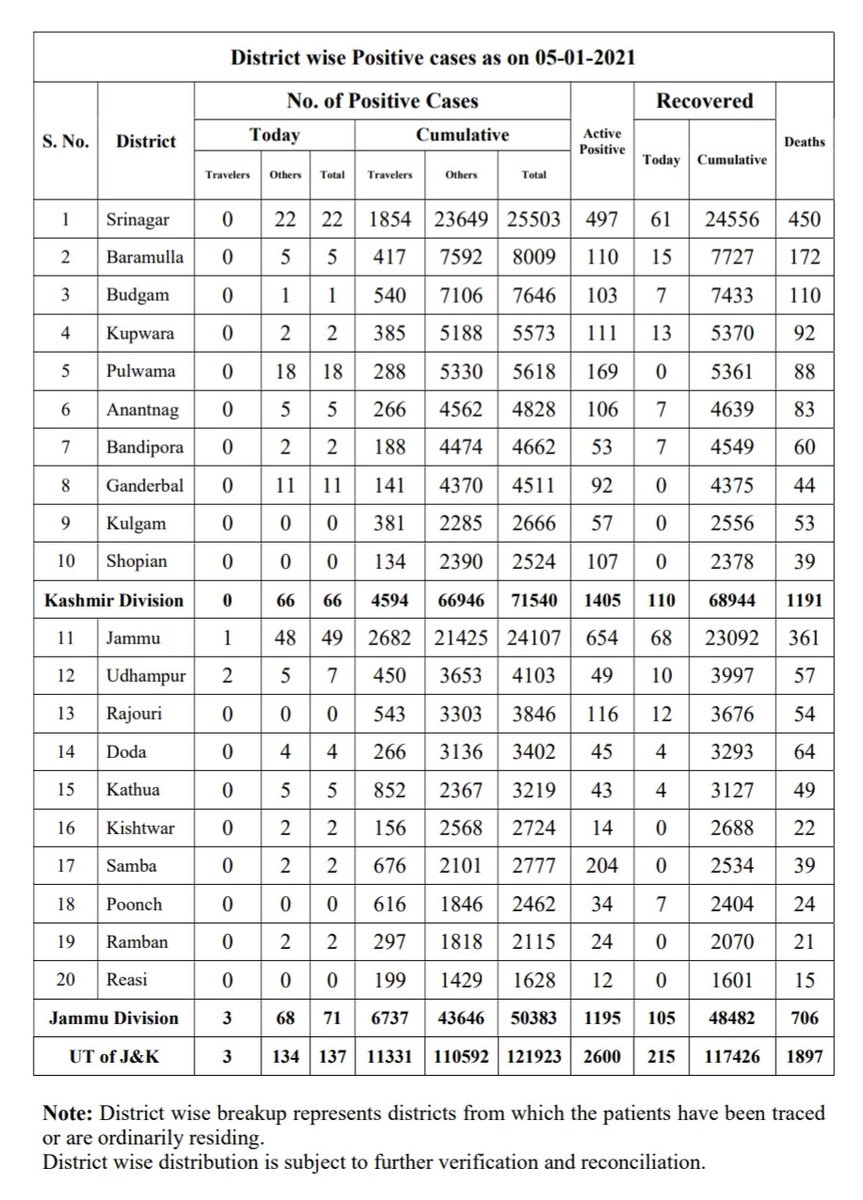 District wise Positive cases as on 05-01-2021
S. No. District No. of Positive Cases Active Positive Recovered Deaths
Today Cumulative Today Cumulative
Travelers Others Total Travelers Others Total
1 Srinagar 0 22 22 1854 23649 25503 497 61 24556 450
2 Baramulla 0 5 5 417 7592 8009 110 15 7727 172
3 Budgam 0 1 1 540 7106 7646 103 7 7433 110
4 Kupwara 0 2 2 385 5188 5573 111 13 5370 92
5 Pulwama 0 18 18 288 5330 5618 169 0 5361 88
6 Anantnag 0 5 5 266 4562 4828 106 7 4639 83
7 Bandipora 0 2 2 188 4474 4662 53 7 4549 60
8 Ganderbal 0 11 11 141 4370 4511 92 0 4375 44
9 Kulgam 0 0 0 381 2285 2666 57 0 2556 53
10 Shopian 0 0 0 134 2390 2524 107 0 2378 39
Kashmir Division 0 66 66 4594 66946 71540 1405 110 68944 1191
11 Jammu 1 48 49 2682 21425 24107 654 68 23092 361
12 Udhampur 2 5 7 450 3653 4103 49 10 3997 57
13 Rajouri 0 0 0 543 3303 3846 116 12 3676 54
14 Doda 0 4 4 266 3136 3402 45 4 3293 64
15 Kathua 0 5 5 852 2367 3219 43 4 3127 49
16 Kishtwar 0 2 2 156 2568 2724 14 0 2688 22
17 Samba 0 2 2 676 2101 2777 204 0 2534 39
18 Poonch 0 0 0 616 1846 2462 34 7 2404 24
19 Ramban 0 2 2 297 1818 2115 24 0 2070 21
20 Reasi 0 0 0 199 1429 1628 12 0 1601 15
Jammu Division 3 68 71 6737 43646 50383 1195 105 48482 706
UT of J&K 3 134 137 11331 110592 121923 2600 215 117426 1897
Note: District wise breakup represents districts from which the patients have been traced
or are ordinarily residing.
District wise distribution is subject to further verification and reconciliation.